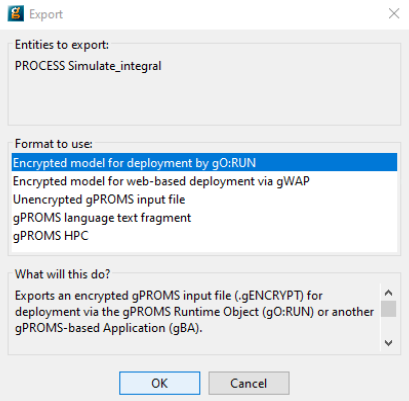 Export
Entities to export:
PROCESS Simulate_integral
Format to use:
Encrypted model for deployment by gO:RUN
Encrypted model for web-based deployment via gWAP
Unencrypted gPROMS input file
gPROMS language text fragment
gPROMS HPC
What will this do?
Exports an encrypted gPROMS input file (.gENCRYPT) for
deployment via the gPROMS Runtime Object (gO:RUN) or another
gPROMS-based Application (gBA).
OK
Cancel